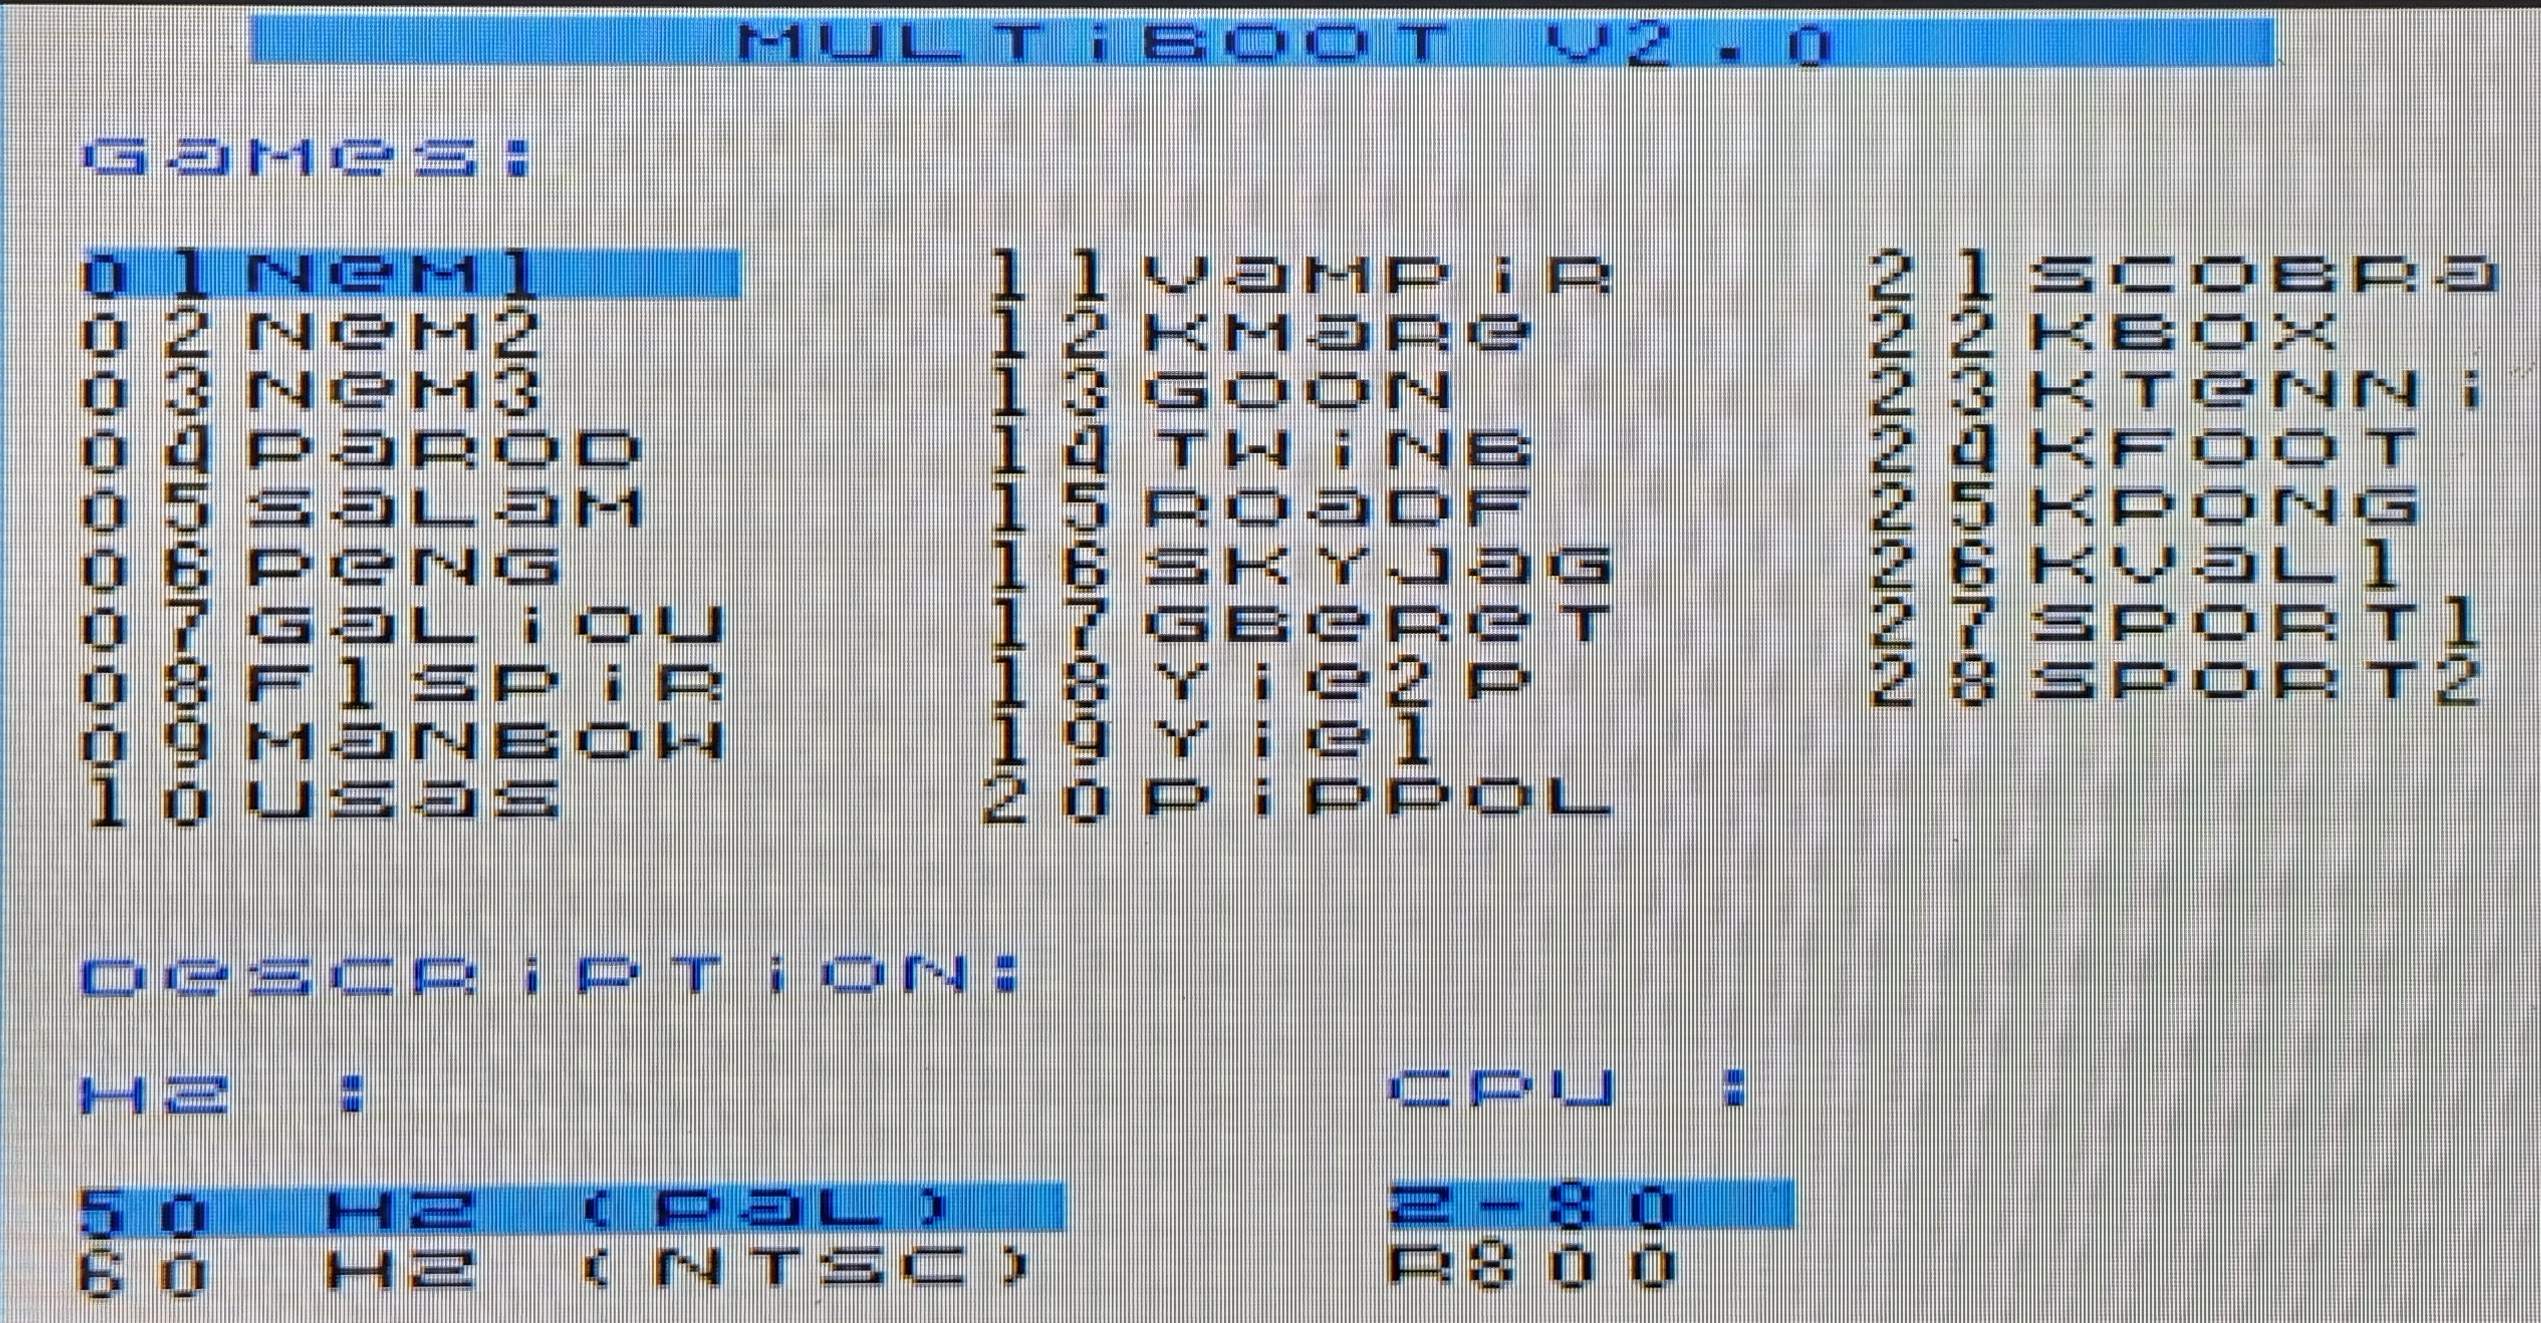 MULTiBOOT V2.0
GaMeS:
01NeM1
02NeM2
03NeM3
04PaROD
05SaLaM
06PeNG
07GaLiOU
08F1SPiR
09MaNBOW
10USaS
11VaMPiR
12KMaRe
13GOON
14TWiNB
15ROaDF
16SKYJaG
17GBeReT
18Yie2P
19Yie1
20PiPPOL
21SCOBRa
22KBOX
23KTeNNi
24KFOOT
25KPONG
26KVaL1
27SPORT1
28SPORT2
DeSCRiPTiON:
HZ :
50 HZ (PaL)
60 HZ (NTSC)
CPU :
Z-80
R800